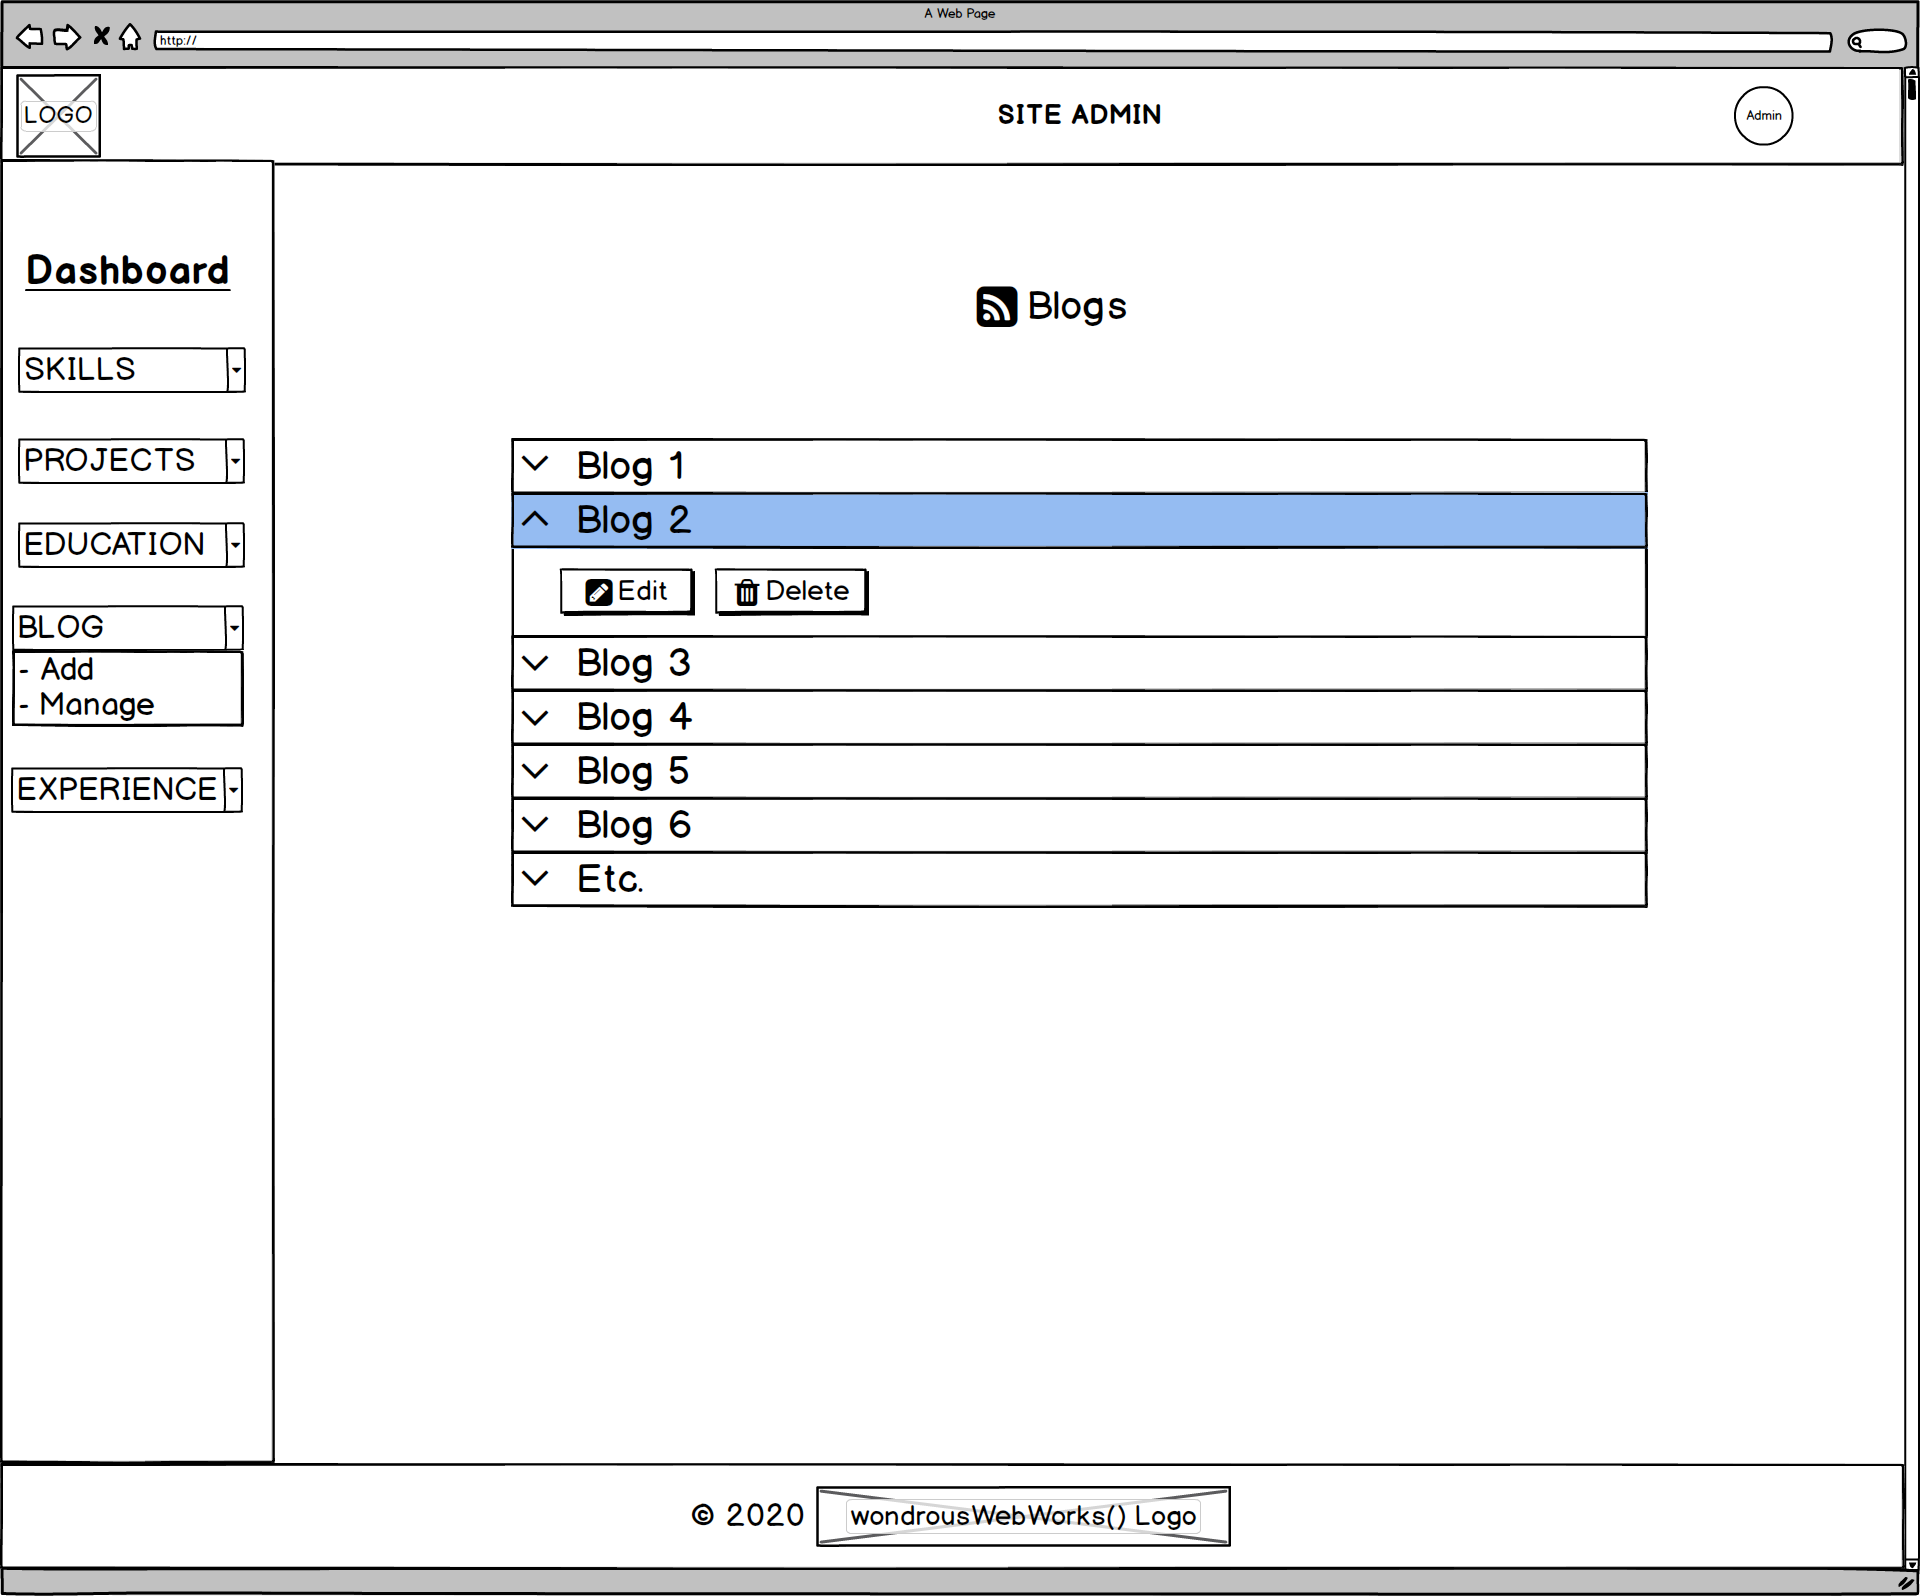 A Web Page
http://
LOGO
SITE ADMIN
Admin
Dashboard
SKILLS
PROJECTS
EDUCATION
BLOG
- Add
- Manage
EXPERIENCE
Blogs
Blog 1
Blog 2
Edit
Delete
Blog 3
Blog 4
Blog 5
Blog 6
Etc.
© 2020
wondrousWebWorks() Logo